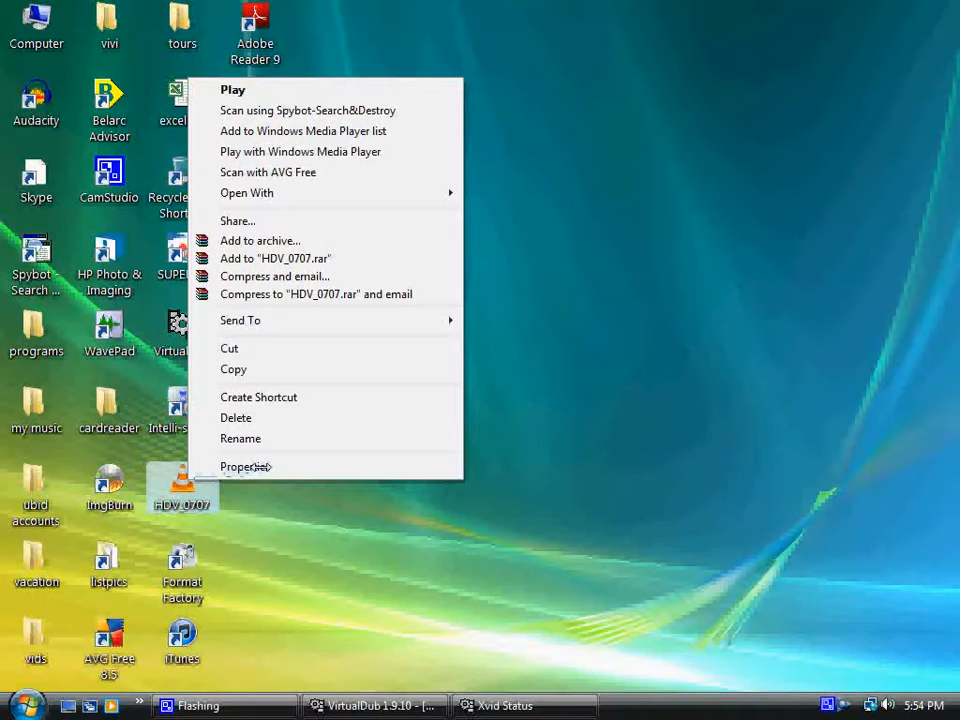 Computer
vivi
tours
Adobe
Reader 9
Play
Scan using Spybot-Search&Destroy
Add to Windows Media Player list
Play with Windows Media Player
Scan with AVG Free
Open With
Share...
Add to archive...
Add to "HDV_0707.rar"
Compress and email...
Compress to "HDV_0707.rar" and email
Send To
Cut
Copy
Create Shortcut
Delete
Rename
Properties
Audacity
Belarc
Advisor
excel
Skype
CamStudio
Recycle
Short
Spybot -
Search ...
HP Photo &
Imaging
SUPE
programs
WavePad
Virtual
my music
cardreader
Intelli-s
ubid
accounts
ImgBurn
HDV_0707
vacation
listpics
Format
Factory
vids
AVG Free
8.5
iTunes
Flashing
VirtualDub 1.9.10 - [...
Xvid Status
5:54 PM